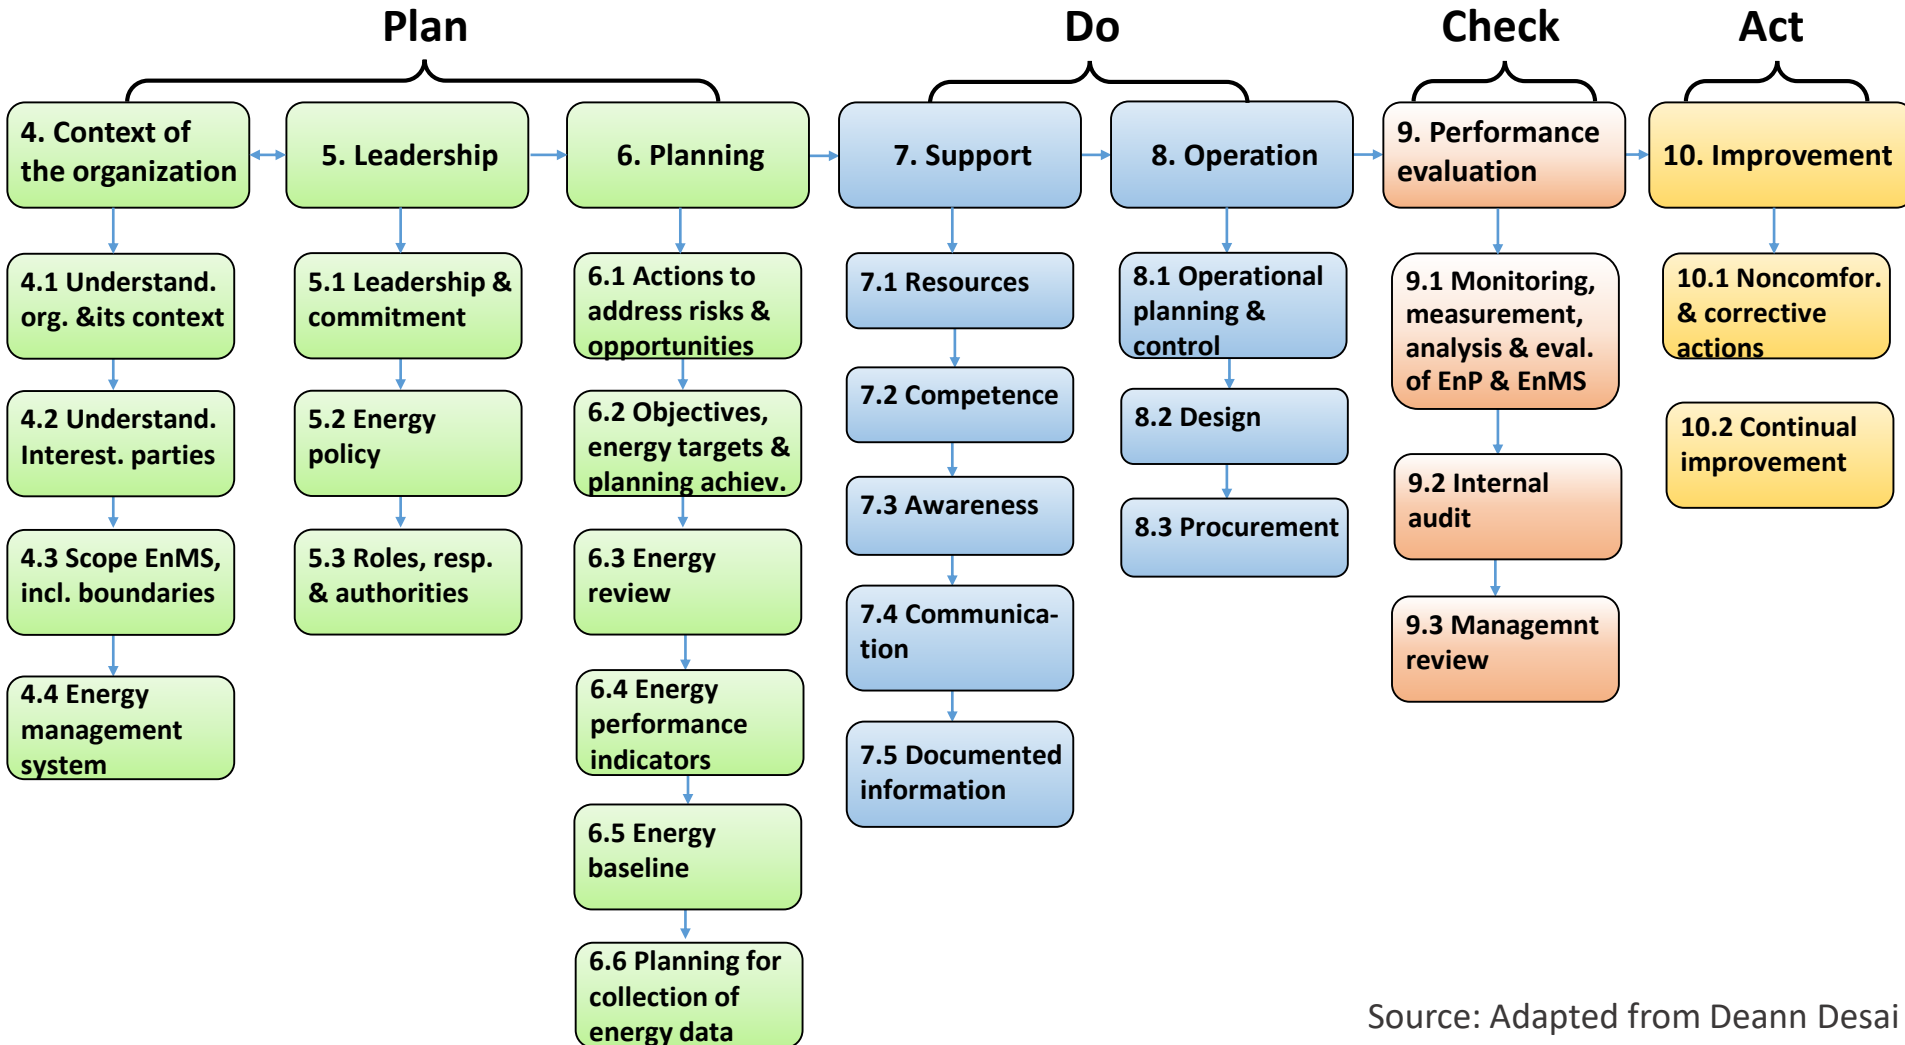 Plan
Do
Check
Act
4. Context of
the organization
5. Leadership
6. Planning
7. Support
8. Operation
9. Performance
evaluation
10. Improvement
4.1 Understand.
org. &its context
4.2 Understand.
Interest. parties
4.3 Scope EnMS,
incl. boundaries
4.4 Energy
management
system
5.1 Leadership &
commitment
5.2 Energy
policy
5.3 Roles, resp.
& authorities
6.1 Actions to
address risks &
opportunities
6.2 Objectives,
energy targets &
planning achiev.
6.3 Energy
review
6.4 Energy
performance
indicators
6.5 Energy
baseline
6.6 Planning for
collection of
energy data
7.1 Resources
7.2 Competence
7.3 Awareness
7.4 Communica-
tion
7.5 Documented
information
8.1 Operational
planning &
control
8.2 Design
8.3 Procurement
9.1 Monitoring,
measurement,
analysis & eval.
of EnP & EnMS
9.2 Internal
audit
9.3 Managemnt
review
10.1 Noncomfor.
& corrective
actions
10.2 Continual
improvement
Source: Adapted from Deann Desai